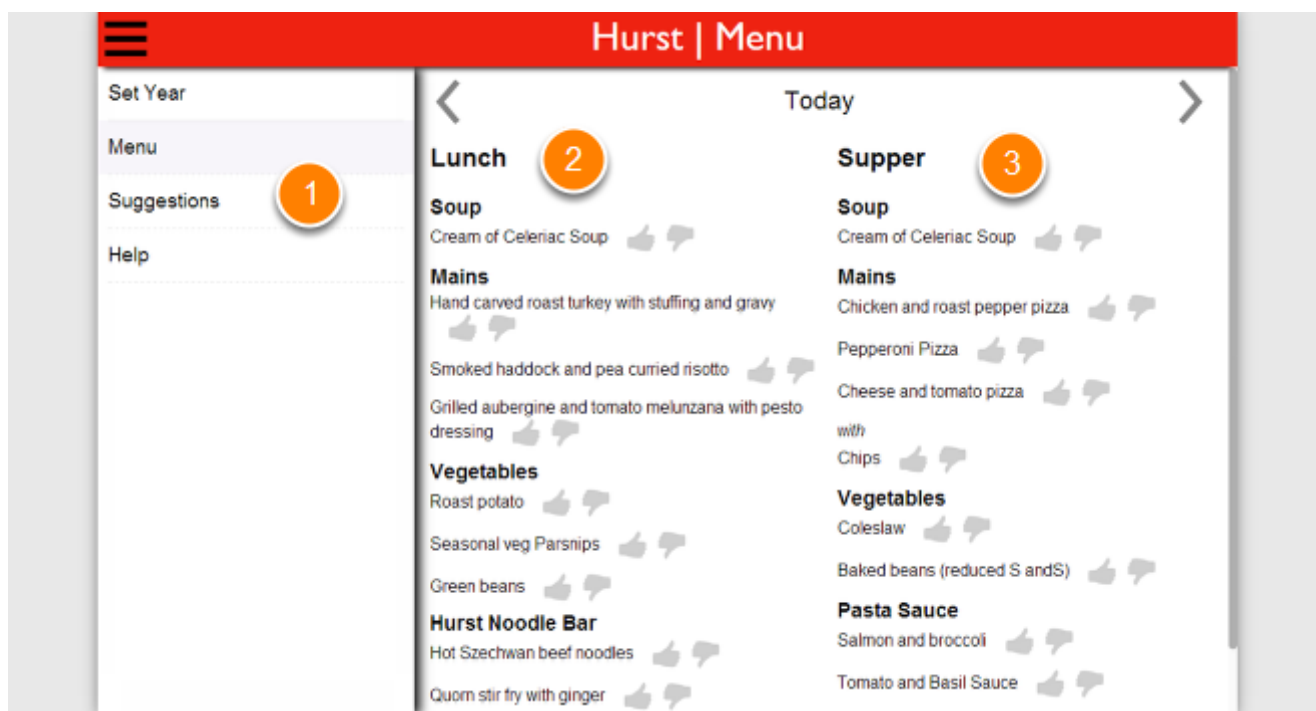 Hurst | Menu
Set Year
Menu
Suggestions
Help
1
Today
Lunch
2
Soup
Cream of Celeriac Soup
Mains
Hand carved roast turkey with stuffing and gravy
Smoked haddock and pea curried risotto
Grilled aubergine and tomato melunzana with pesto
dressing
Vegetables
Roast potato
Seasonal veg Parsnips
Green beans
Hurst Noodle Bar
Hot Szechwan beef noodles
Quorn stir fry with ginger
Supper
3
Soup
Cream of Celeriac Soup
Mains
Chicken and roast pepper pizza
Pepperoni Pizza
Cheese and tomato pizza
with
Chips
Vegetables
Coleslaw
Baked beans (reduced S andS)
Pasta Sauce
Salmon and broccoli
Tomato and Basil Sauce